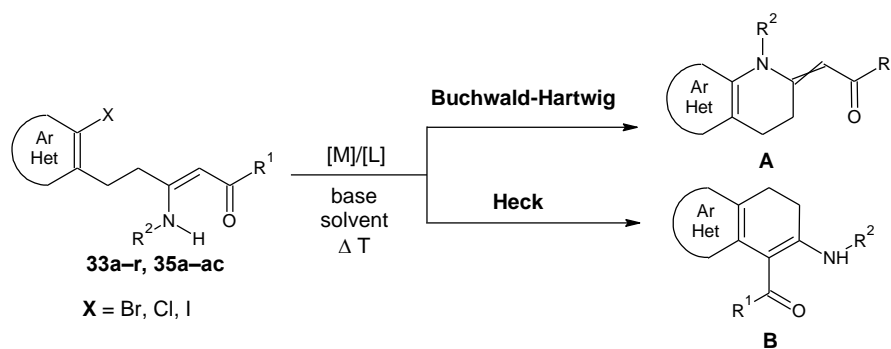 X
Ar
Het
R¹
O
N
R²
H
33a–r, 35a–ac
X = Br, Cl, I
[M]/[L]
base
solvent
Δ T
Buchwald-Hartwig
Heck
R²
N
Ar
Het
R
O
A
Ar
Het
R²
NH
R¹
O
B